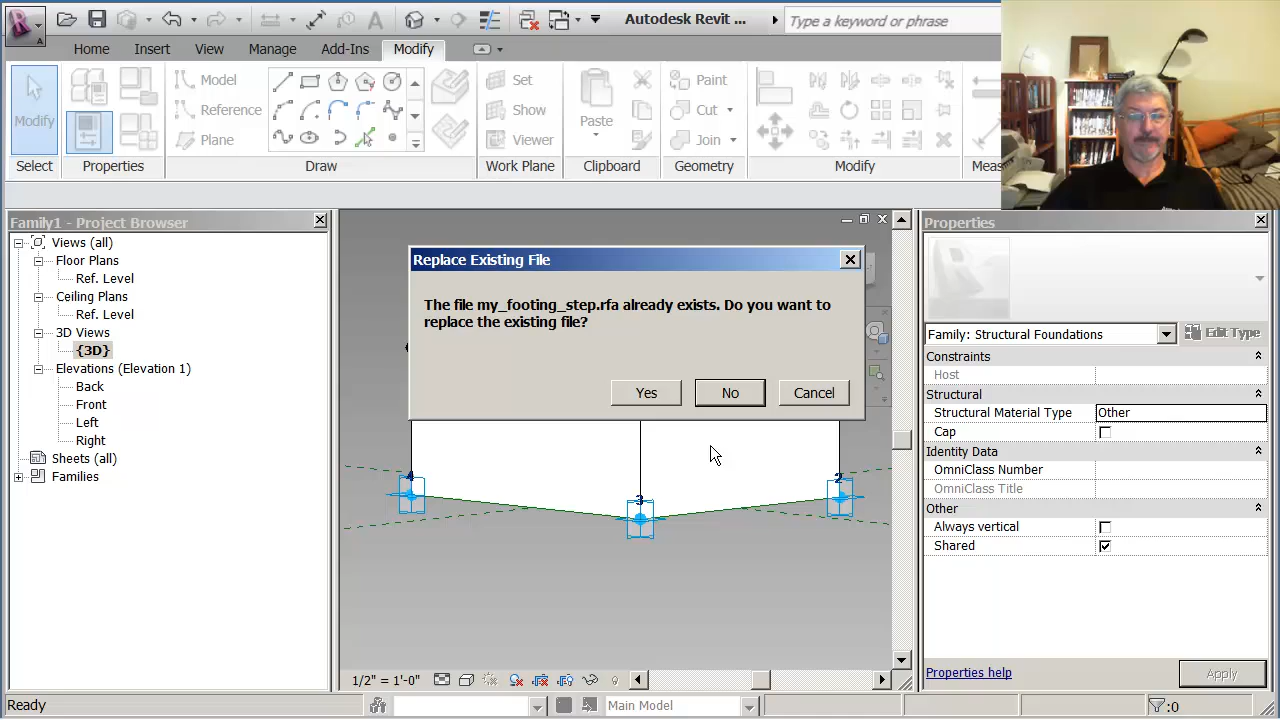 Autodesk Revit ...
Type a keyword or phrase
Home Insert View Manage Add-Ins Modify
Modify
Model
Reference
Plane
Set
Show
Viewer
Paste
Paint
Cut
Join
Select Properties Draw Work Plane Clipboard Geometry Modify
Family1 - Project Browser
Views (all)
Floor Plans
Ref. Level
Ceiling Plans
Ref. Level
3D Views
{3D}
Elevations (Elevation 1)
Back
Front
Left
Right
Sheets (all)
Families
Replace Existing File
The file my_footing_step.rfa already exists. Do you want to
replace the existing file?
Yes No Cancel
4
3
2
1/2" = 1'-0"
Properties
Family: Structural Foundations
Edit Type
Constraints
Host
Structural
Structural Material Type Other
Cap
Identity Data
OmniClass Number
OmniClass Title
Other
Always vertical
Shared
Properties help
Apply
Ready
Main Model
:0